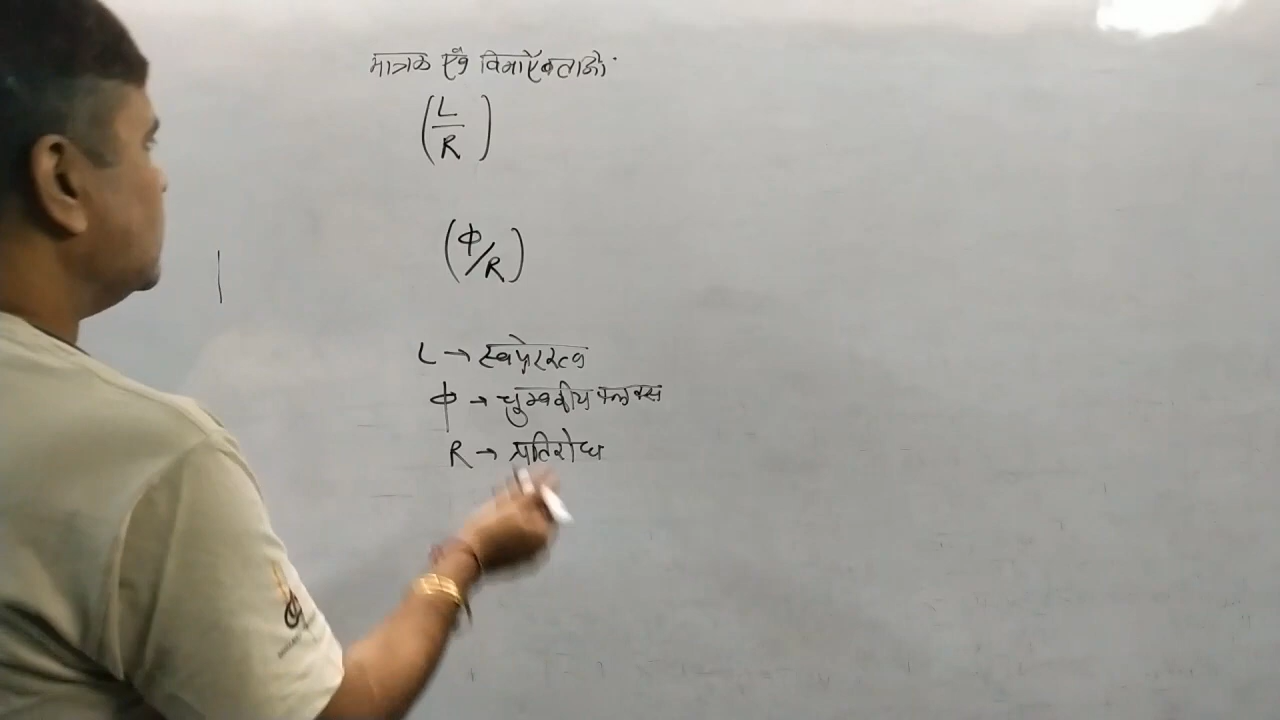 मात्रक एवं विमाऐं बताओ.
(L/R)
(Φ/R)
L → स्वप्रेरकत्व
Φ → चुम्बकीय फ्लक्स
R → प्रतिरोध